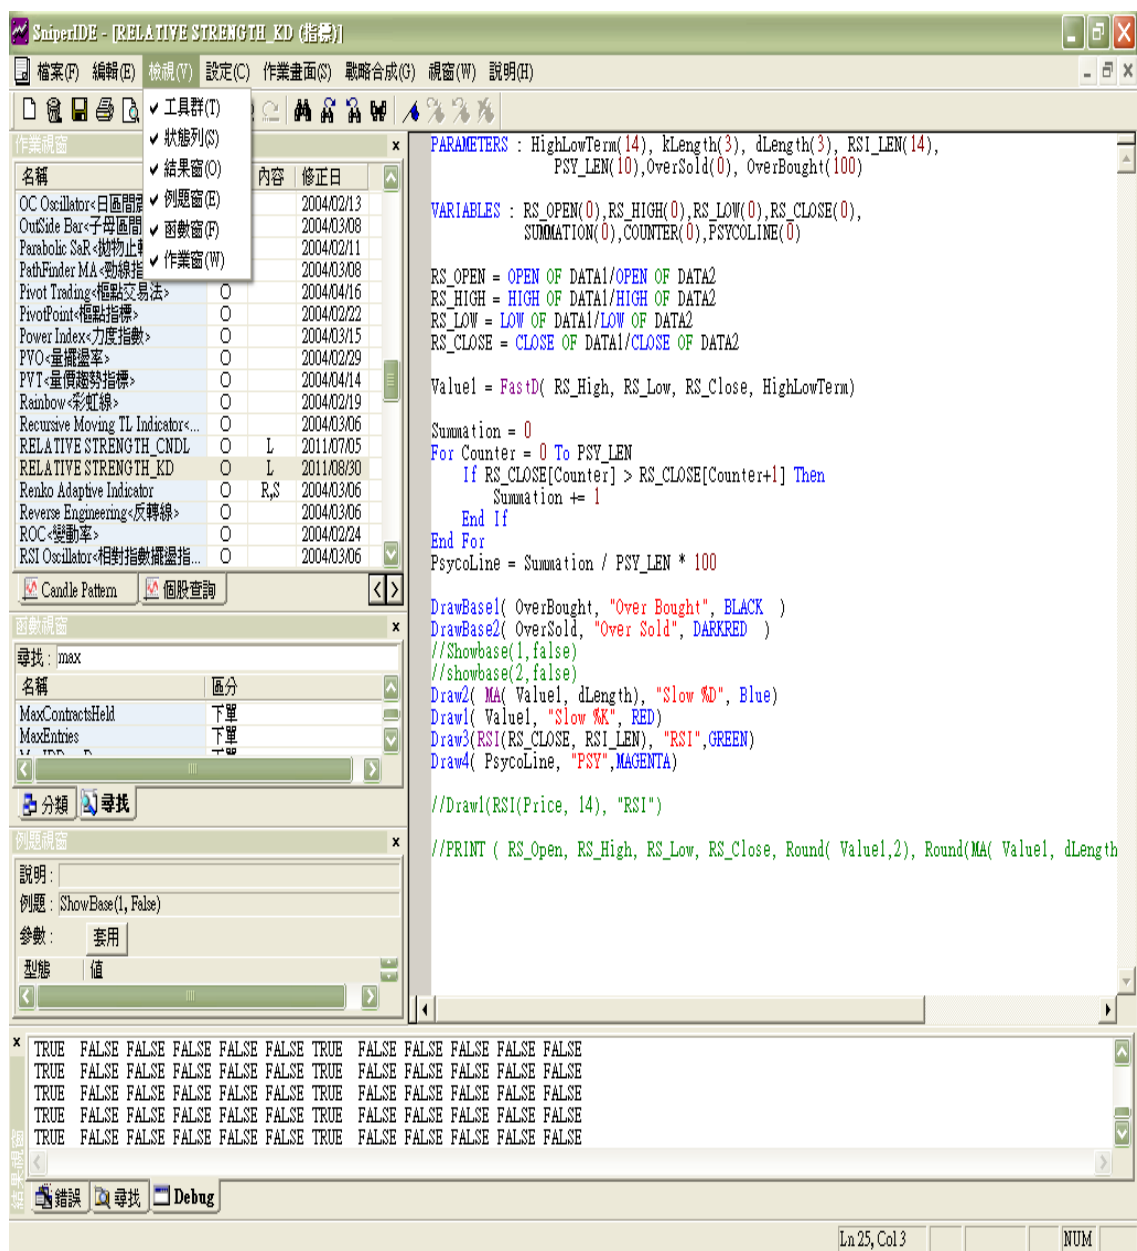 SniperIDE - [RELATIVE STRENGTH_KD (指標)]
檔案(F) 編輯(E) 檢視(V) 設定(C) 作業畫面(S) 戰略合成(G) 視窗(W) 說明(H)
工具群(T)
狀態列(S)
結果窗(O)
例題窗(E)
函數窗(F)
作業窗(W)
作業視窗
名稱 內容 修正日
OC Oscillator<日區間 2004/02/13
OutSide Bar<子母區間 2004/03/08
Parabolic SaR<拋物止 2004/02/11
PathFinder MA<勁線指 2004/03/08
Pivot Trading<樞點交易法> O 2004/04/16
PivotPoint<樞點指標> O 2004/02/22
Power Index<力度指數> O 2004/03/15
PVO<量擺盪率> O 2004/02/29
PVT<量價趨勢指標> O 2004/04/14
Rainbow<彩虹線> O 2004/02/19
Recursive Moving TL Indicator<... O 2004/03/06
RELATIVE STRENGTH_CNDL O L 2011/07/05
RELATIVE STRENGTH_KD O L 2011/08/30
Renko Adaptive Indicator O R,S 2004/03/06
Reverse Engineering<反轉線> O 2004/03/06
ROC<變動率> O 2004/02/24
RSI Oscillator<相對指數擺盪指... O 2004/03/06
Candle Pattern 個股查詢
函數視窗
尋找 : max
名稱 區分
MaxContractsHeld 下單
MaxEntries 下單
分類 尋找
例題視窗
說明 :
例題 : ShowBase(1, False)
參數 : 套用
型態 值
PARAMETERS : HighLowTerm(14), kLength(3), dLength(3), RSI_LEN(14),
PSY_LEN(10),OverSold(0), OverBought(100)
VARIABLES : RS_OPEN(0),RS_HIGH(0),RS_LOW(0),RS_CLOSE(0),
SUMMATION(0),COUNTER(0),PSYCOLINE(0)
RS_OPEN = OPEN OF DATA1/OPEN OF DATA2
RS_HIGH = HIGH OF DATA1/HIGH OF DATA2
RS_LOW = LOW OF DATA1/LOW OF DATA2
RS_CLOSE = CLOSE OF DATA1/CLOSE OF DATA2
Value1 = FastD( RS_High, RS_Low, RS_Close, HighLowTerm)
Summation = 0
For Counter = 0 To PSY_LEN
If RS_CLOSE[Counter] > RS_CLOSE[Counter+1] Then
Summation += 1
End If
End For
PsycoLine = Summation / PSY_LEN * 100
DrawBase1( OverBought, "Over Bought", BLACK )
DrawBase2( OverSold, "Over Sold", DARKRED )
//Showbase(1,false)
//showbase(2,false)
Draw2( MA( Value1, dLength), "Slow %D", Blue)
Draw1( Value1, "Slow %K", RED)
Draw3(RSI(RS_CLOSE, RSI_LEN), "RSI",GREEN)
Draw4( PsycoLine, "PSY",MAGENTA)
//Draw1(RSI(Price, 14), "RSI")
//PRINT ( RS_Open, RS_High, RS_Low, RS_Close, Round( Value1,2), Round(MA( Value1, dLength
結果視窗
TRUE FALSE FALSE FALSE FALSE FALSE TRUE FALSE FALSE FALSE FALSE FALSE
TRUE FALSE FALSE FALSE FALSE FALSE TRUE FALSE FALSE FALSE FALSE FALSE
TRUE FALSE FALSE FALSE FALSE FALSE TRUE FALSE FALSE FALSE FALSE FALSE
TRUE FALSE FALSE FALSE FALSE FALSE TRUE FALSE FALSE FALSE FALSE FALSE
TRUE FALSE FALSE FALSE FALSE FALSE TRUE FALSE FALSE FALSE FALSE FALSE
錯誤 尋找 Debug
Ln 25, Col 3 NUM